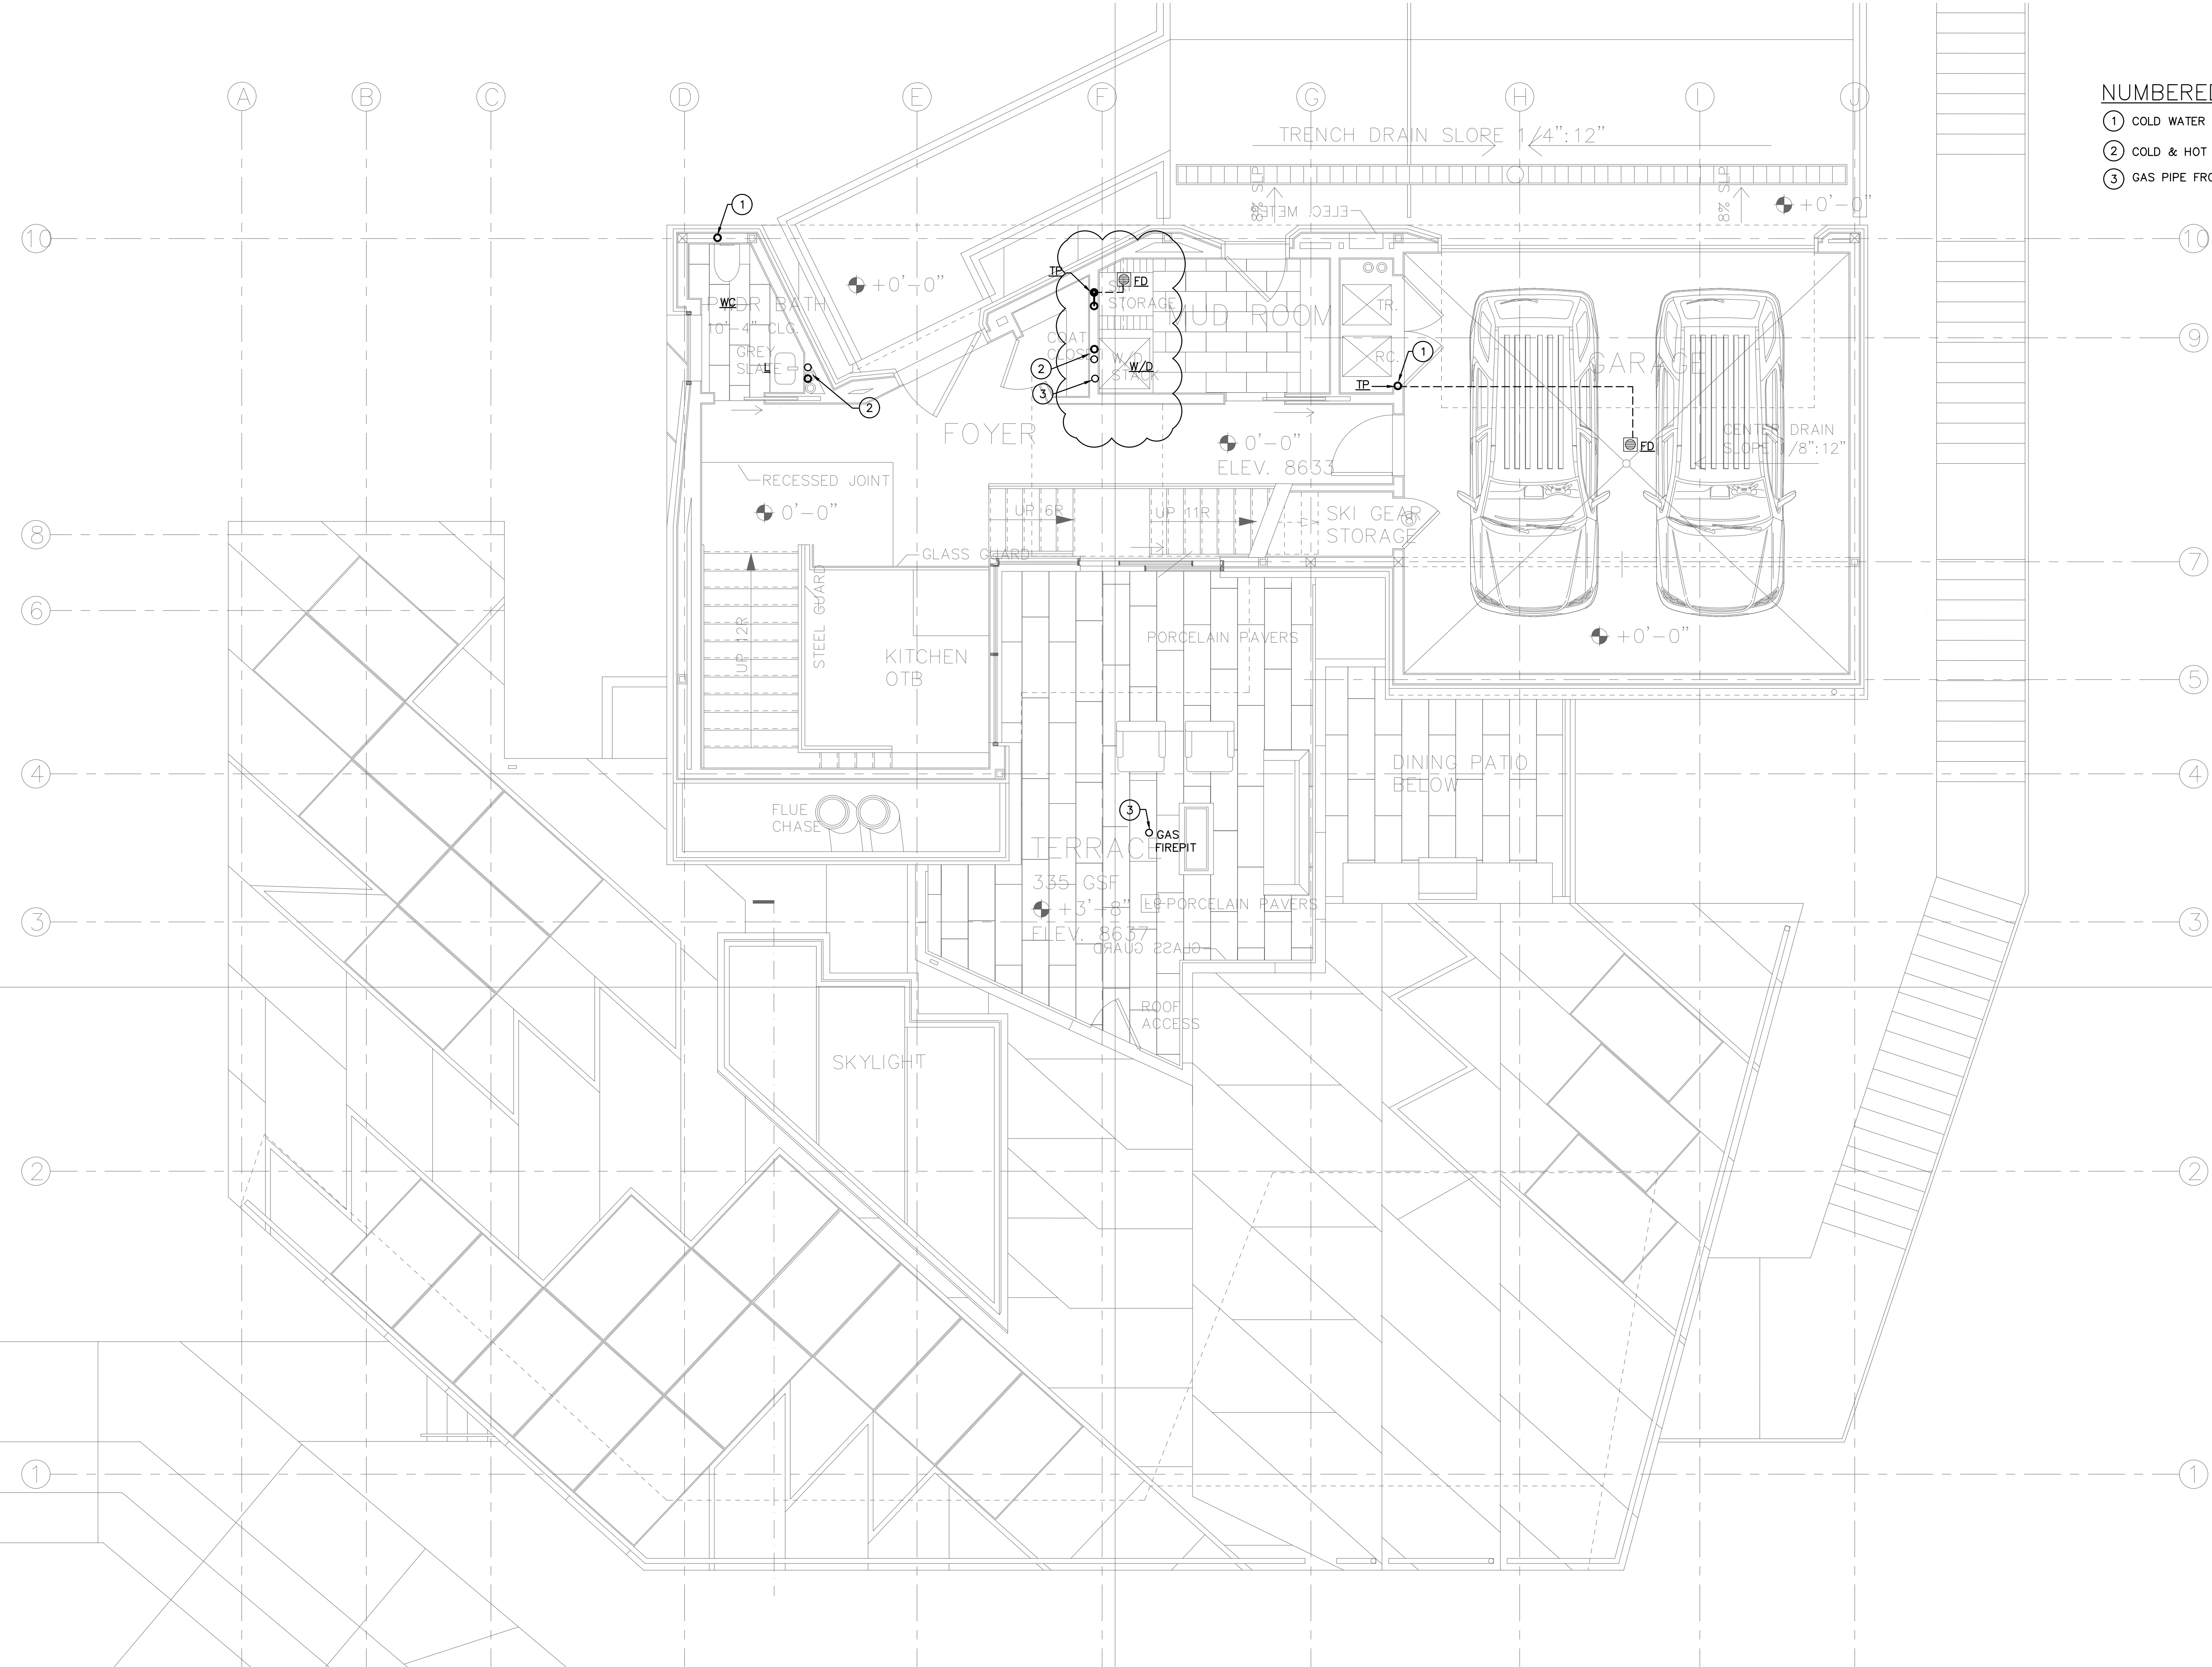 NUMBERED
1 COLD WATER
2 COLD & HOT
3 GAS PIPE FRO
A B C D E F G H I J
TRENCH DRAIN SLORE 1/4":12"
8% SLP
8% SLP
+0'-0"
ELEC. METER
10
10
1
+0'-0"
TP
FD
SKI
STORAGE
MUD ROOM
WC
PWDR BATH
10'-4" CLG.
GREY
SLATE
L
2
COAT
CLOSET
W/D
STACK
W/D
2
3
TR.
RC.
1
TP
9
9
GARAGE
FD
CENTER DRAIN
SLOPE 1/8":12"
FOYER
0'-0"
ELEV. 8633
RECESSED JOINT
0'-0"
UP 6R
UP 11R
SKI GEAR
STORAGE
8
GLASS GUARD
7
6
UP 12R
STEEL GUARD
KITCHEN
OTB
PORCELAIN PAVERS
+0'-0"
5
4
4
DINING PATIO
BELOW
FLUE
CHASE
3
GAS
FIREPIT
TERRACE
335 GSF
+3'-8"
PORCELAIN PAVERS
ELEV. 8637
GLASS GUARD
3
3
ROOF
ACCESS
SKYLIGHT
2
2
1
1